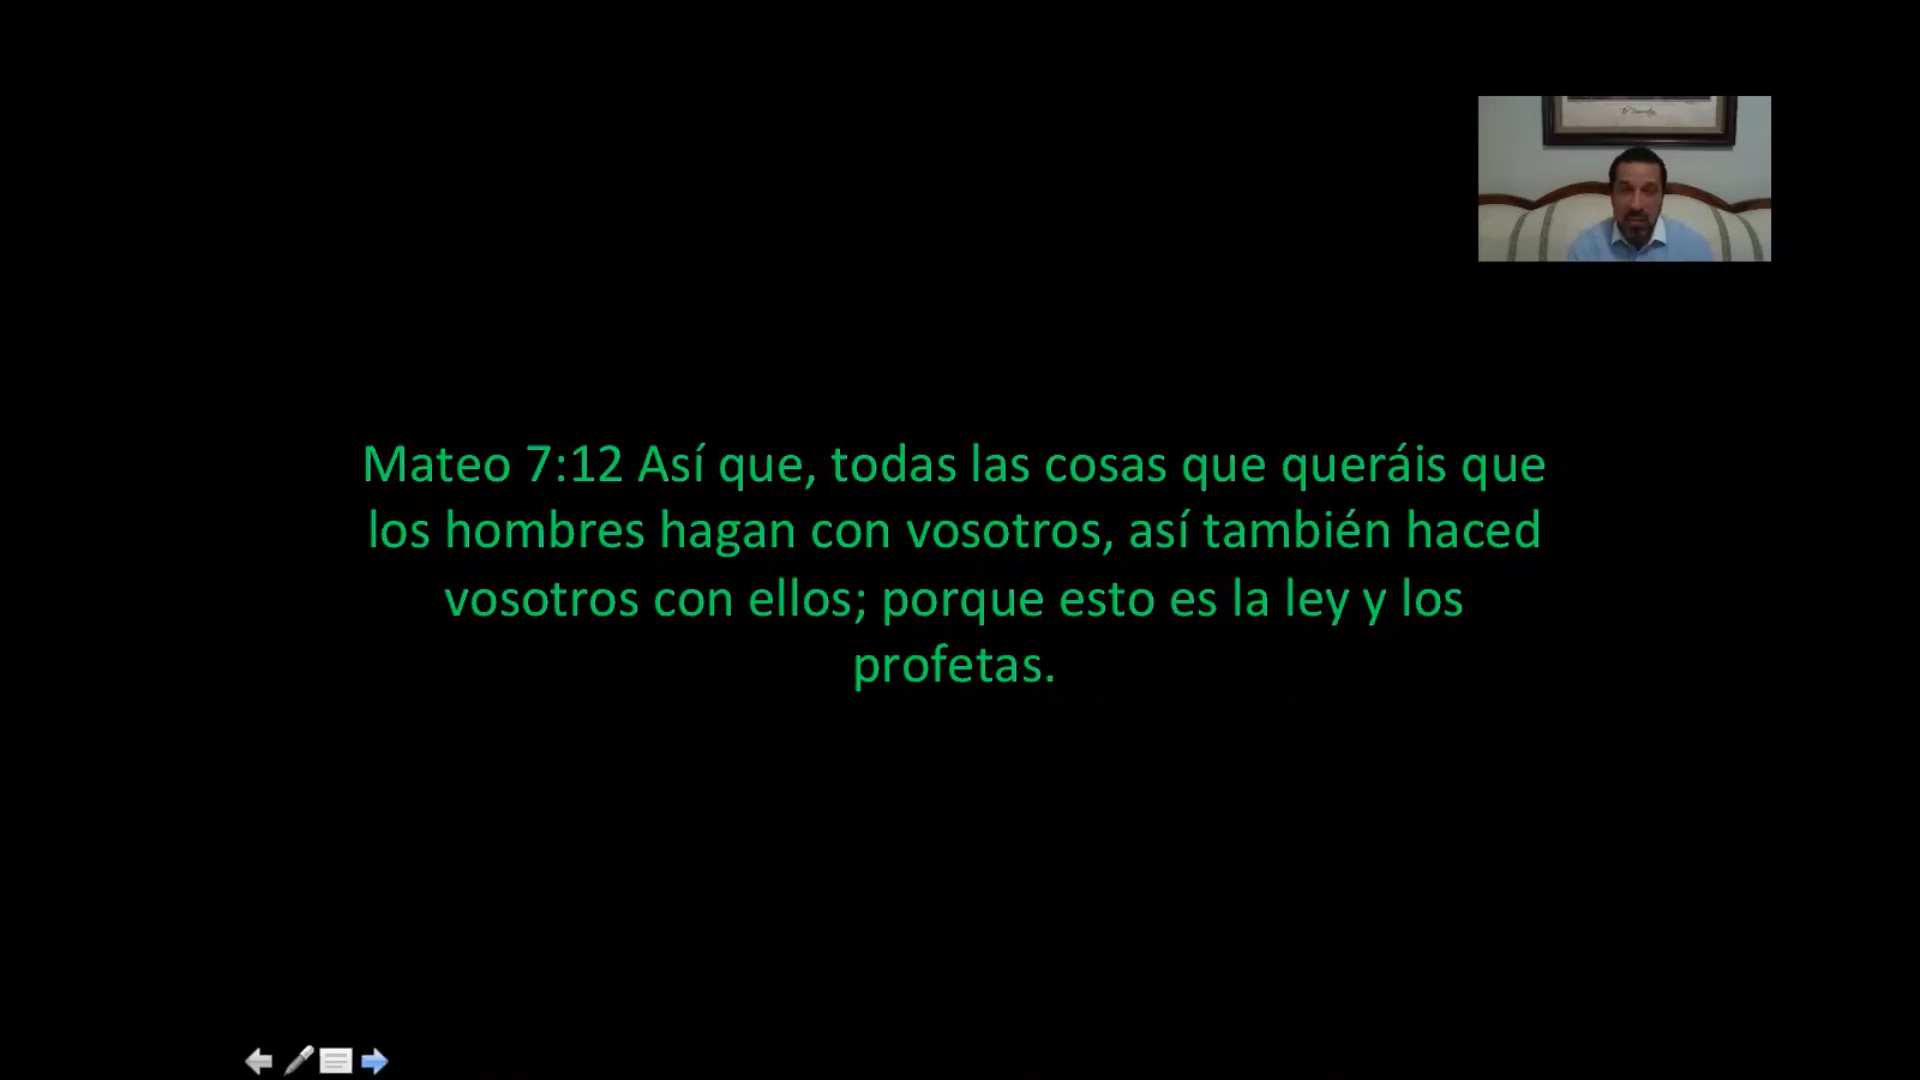 Mateo 7:12 Así que, todas las cosas que queráis que
los hombres hagan con vosotros, así también haced
vosotros con ellos; porque esto es la ley y los
profetas.